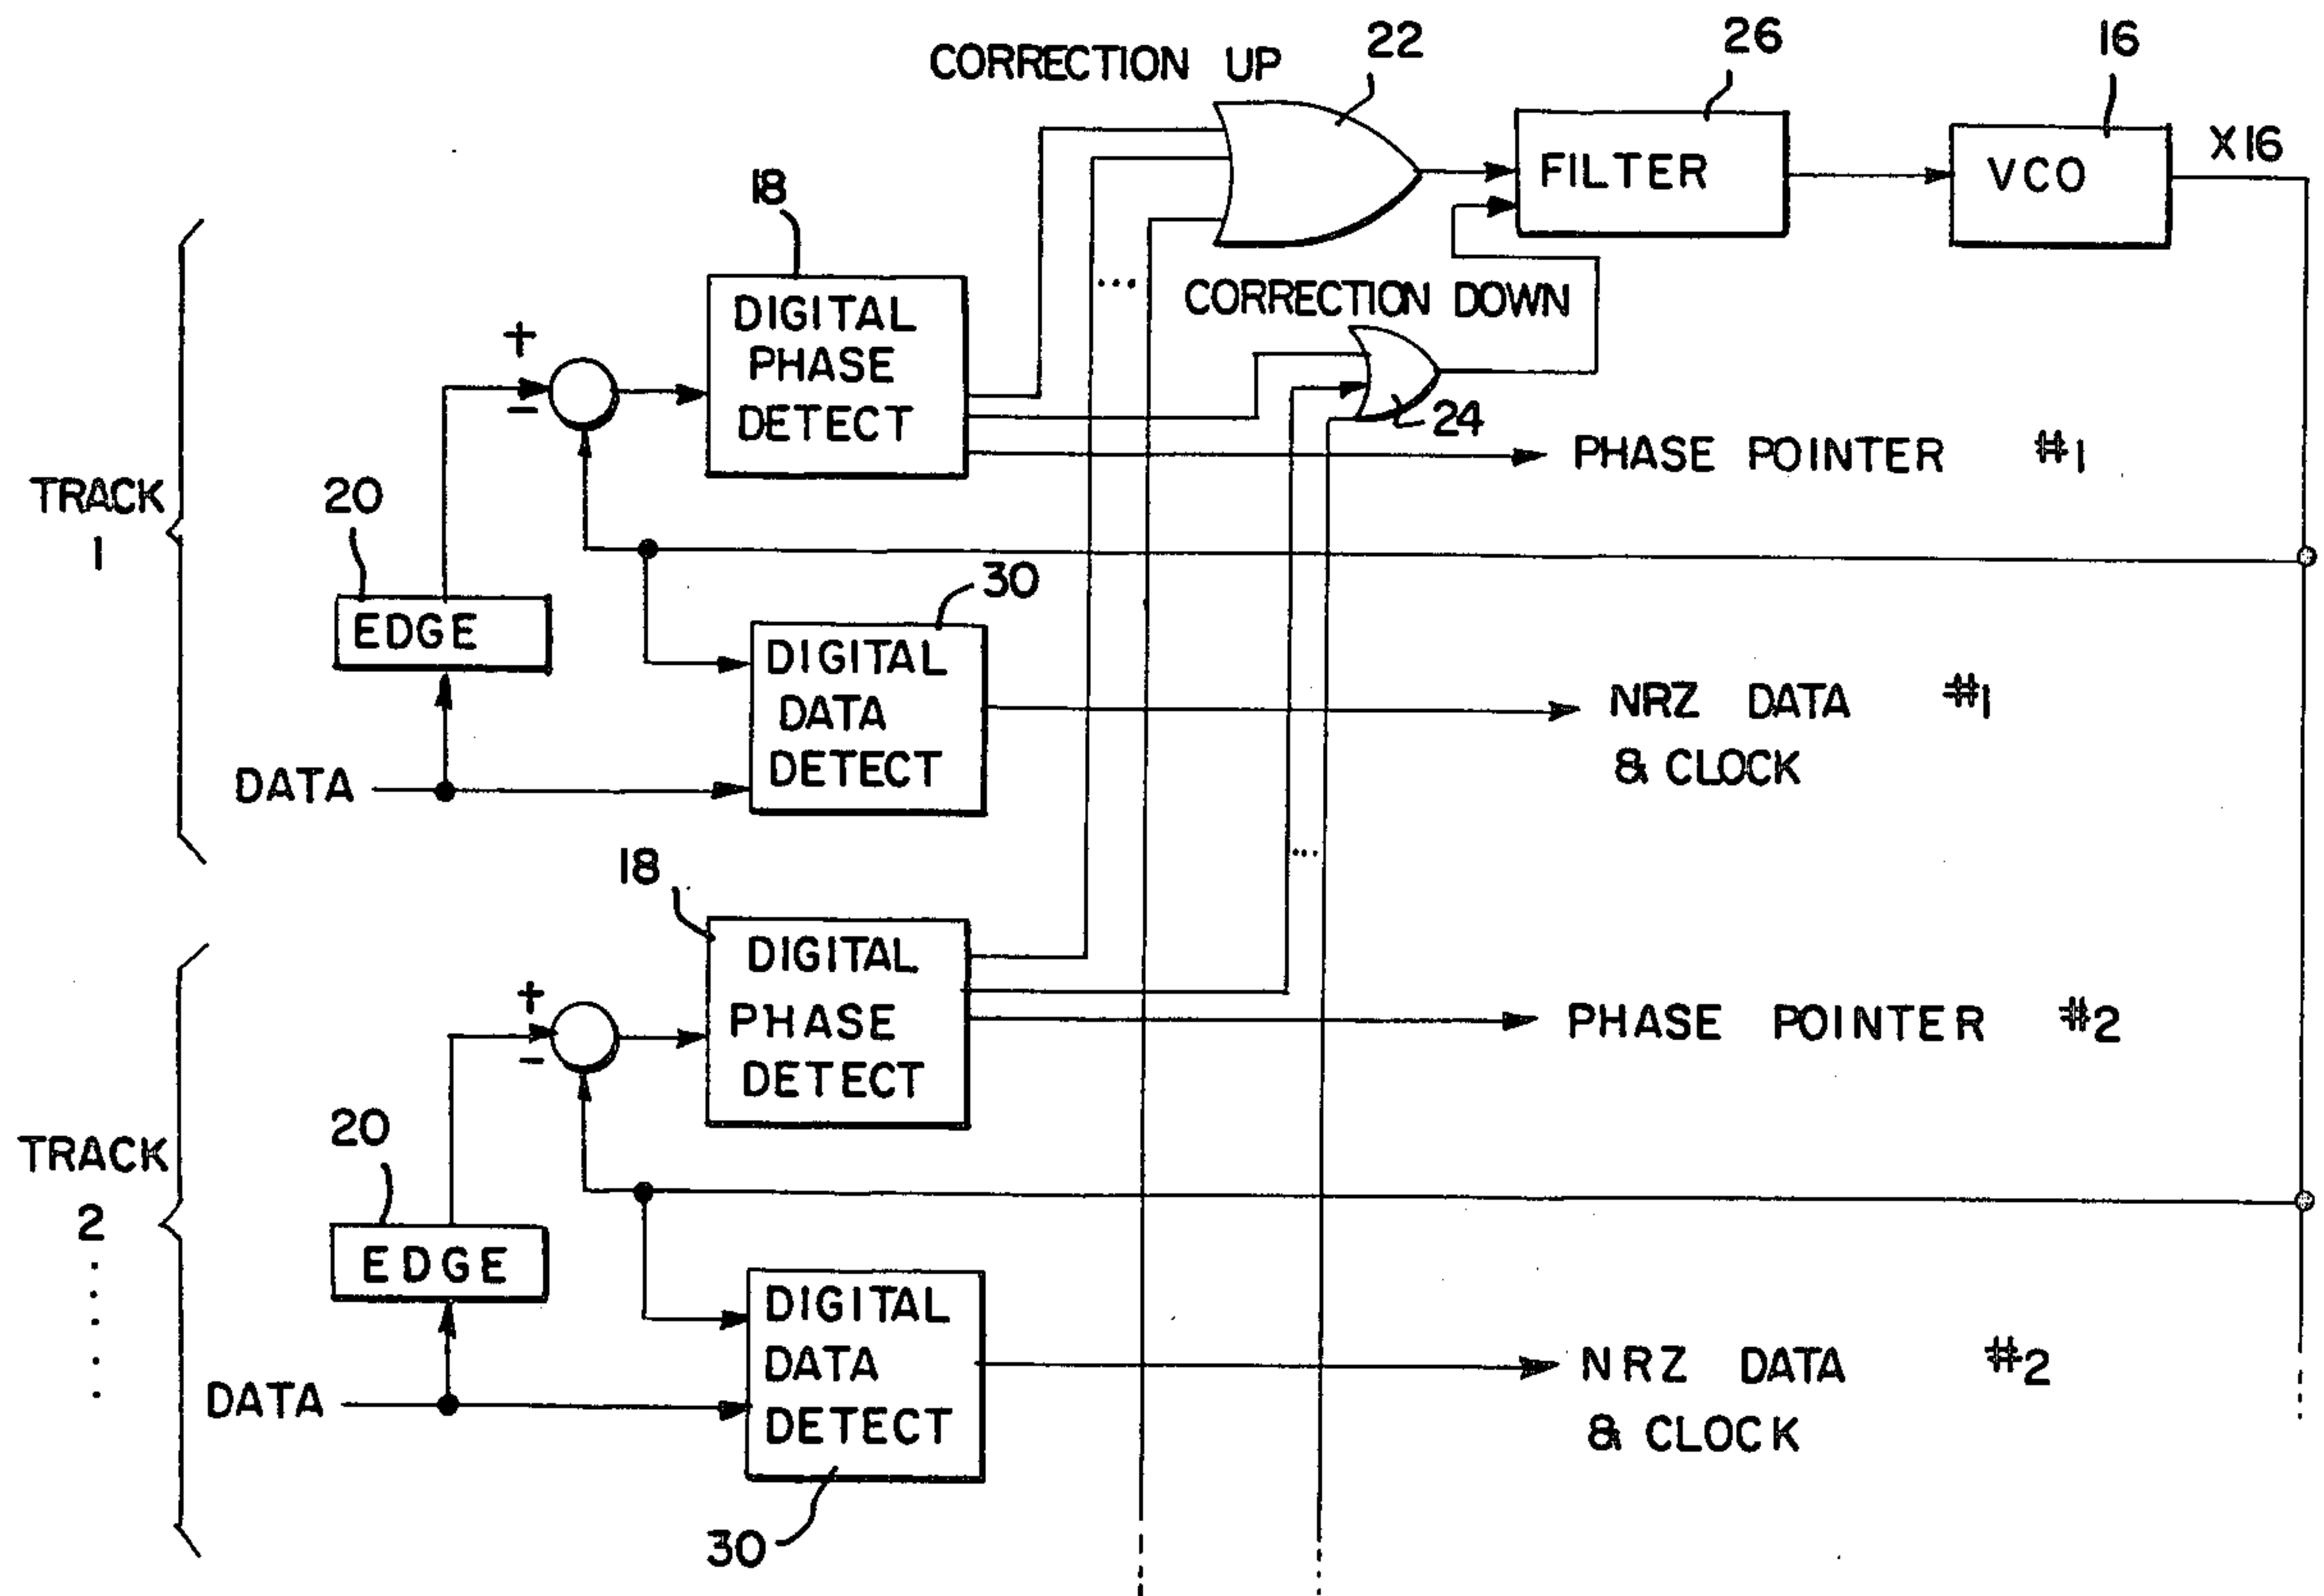 CORRECTION UP
22
26
16
FILTER
VCO
X16
18
DIGITAL
PHASE
DETECT
CORRECTION DOWN
24
+
-
PHASE POINTER #1
TRACK
1
20
EDGE
30
DIGITAL
DATA
DETECT
NRZ DATA #1
& CLOCK
DATA
...
...
18
DIGITAL
PHASE
DETECT
+
-
PHASE POINTER #2
TRACK
2
20
EDGE
DIGITAL
DATA
DETECT
NRZ DATA #2
& CLOCK
DATA
30